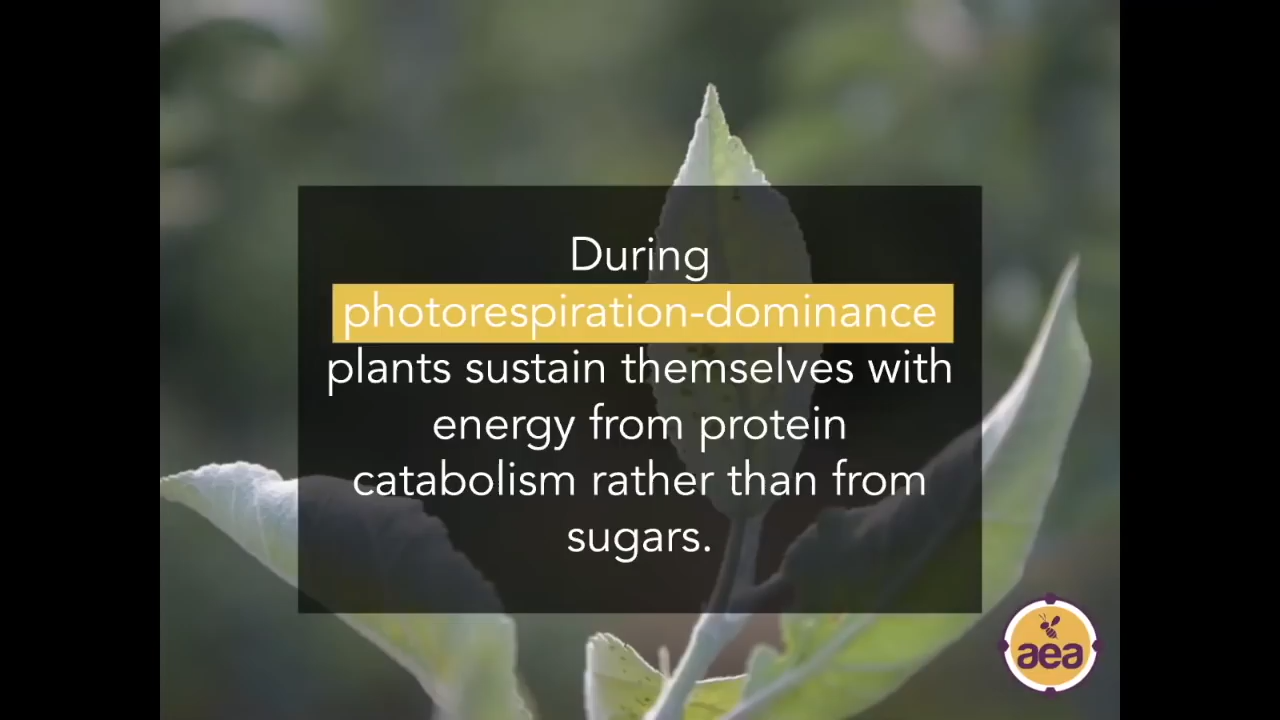 During
photorespiration-dominance
plants sustain themselves with
energy from protein
catabolism rather than from
sugars.
aea